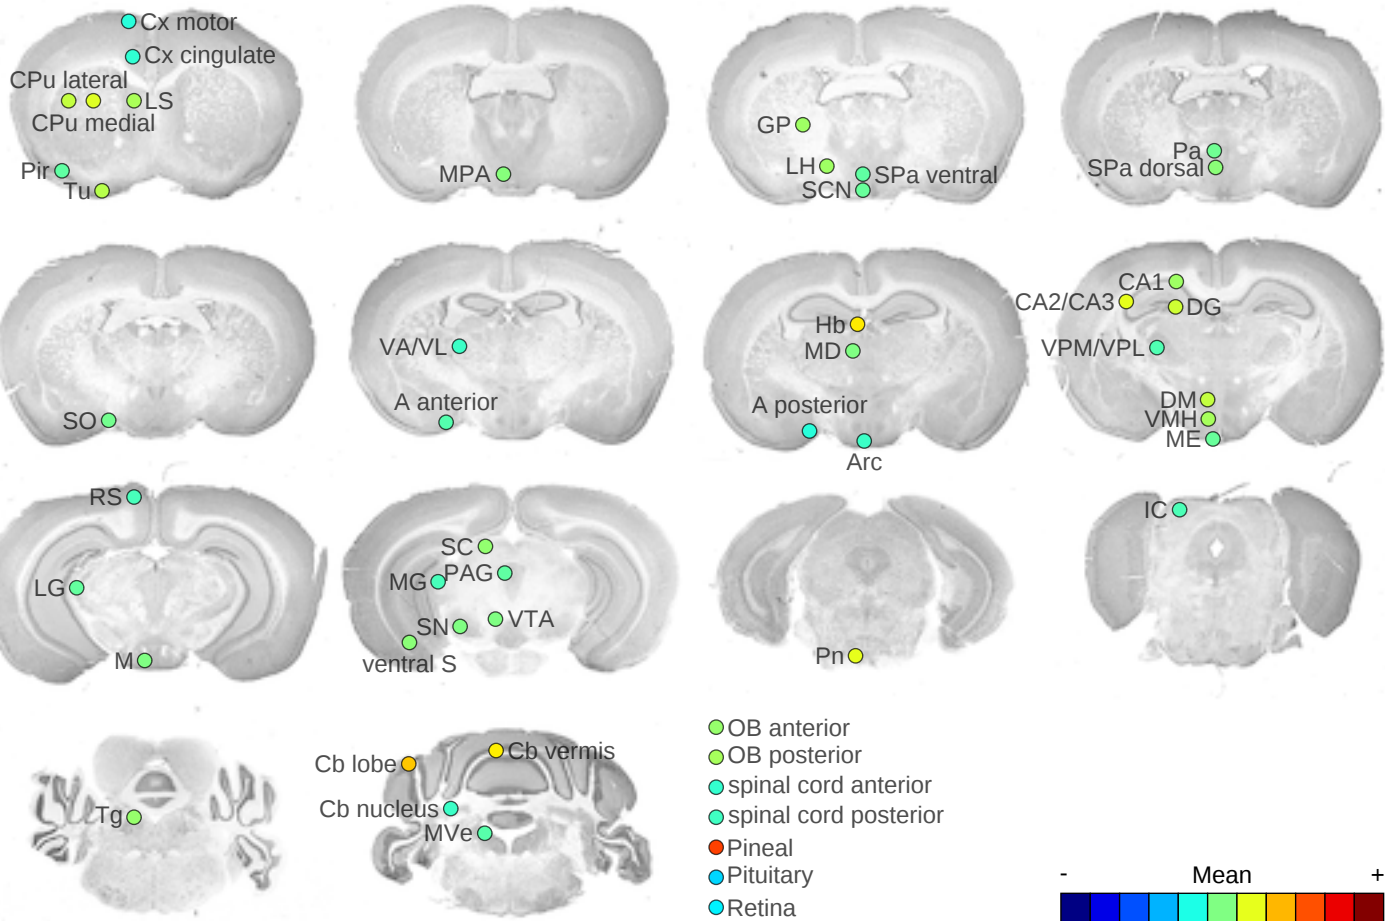 Cx motor
Cx cingulate
CPu lateral
LS
CPu medial
Pir
Tu
MPA
GP
LH
SPa ventral
SCN
Pa
SPa dorsal
SO
VA/VL
A anterior
Hb
MD
A posterior
Arc
CA1
CA2/CA3
DG
VPM/VPL
DM
VMH
ME
RS
LG
M
SC
MG
PAG
SN
VTA
ventral S
Pn
IC
Tg
Cb lobe
Cb vermis
Cb nucleus
MVe
OB anterior
OB posterior
spinal cord anterior
spinal cord posterior
Pineal
Pituitary
Retina
- Mean +